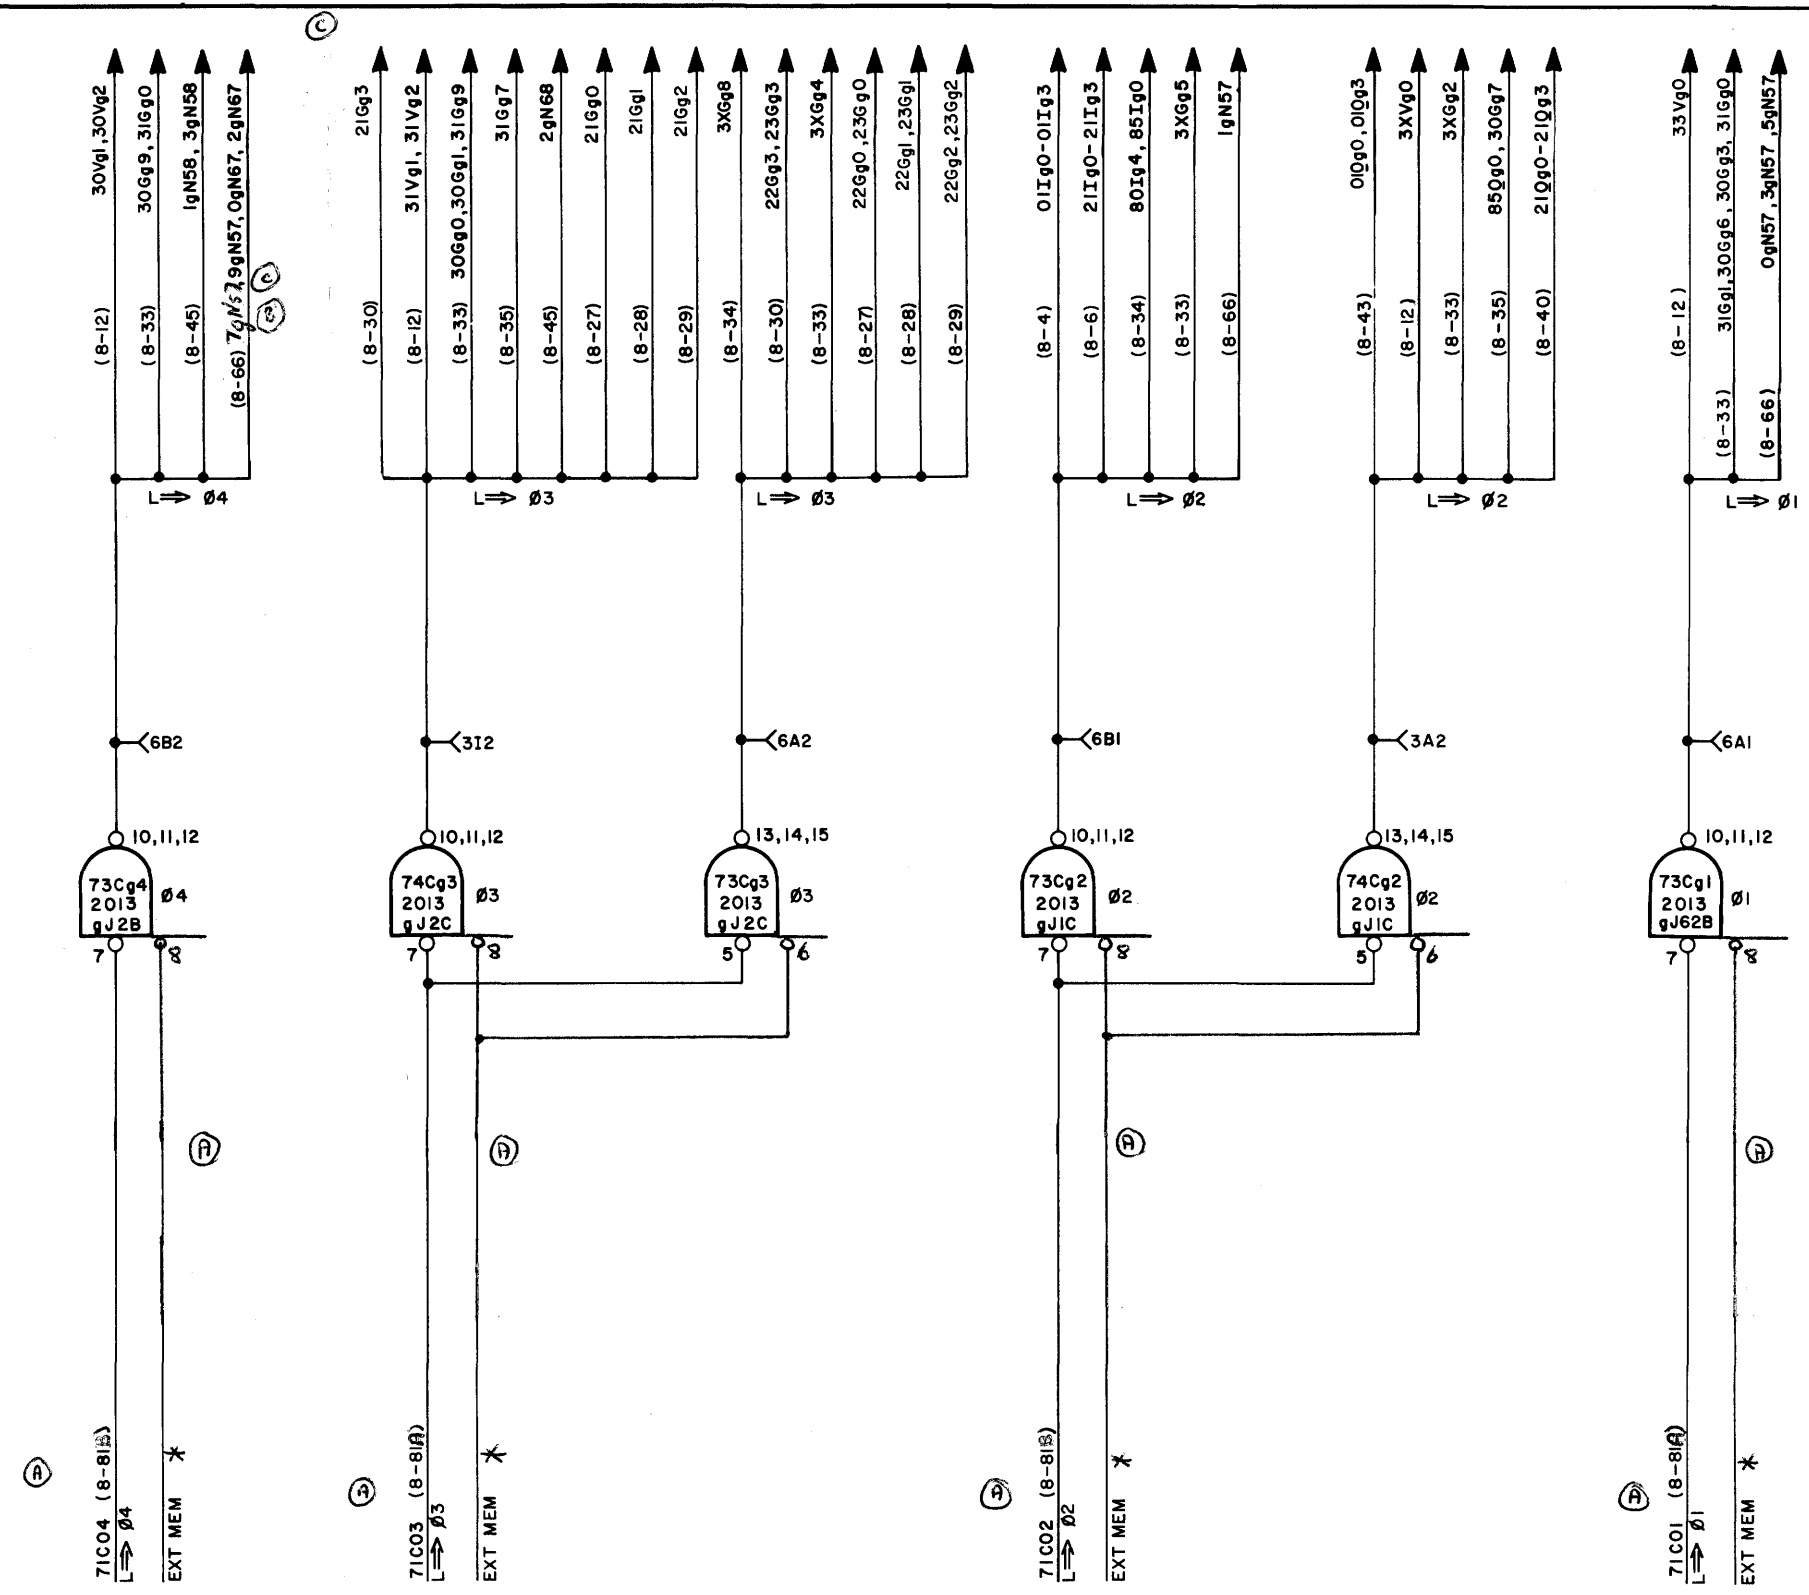 C
30Vg1,30Vg2
30Gg9,31Gg0
1gN58, 3gN58
7gN57,9gN57,0gN67, 2gN67
C
(8-12)
(8-33)
(8-45)
(8-66)
L⟹ Ø4
21Gg3
31Vg1, 31Vg2
30Gg0,30Gg1, 31Gg9
31Gg7
2gN68
21Gg0
21Gg1
21Gg2
(8-30)
(8-12)
(8-33)
(8-35)
(8-45)
(8-27)
(8-28)
(8-29)
L⟹ Ø3
3XGg8
22Gg3,23Gg3
3XGg4
22Gg0,23Gg0
22Gg1,23Gg1
22Gg2,23Gg2
(8-34)
(8-30)
(8-33)
(8-27)
(8-28)
(8-29)
L⟹ Ø3
01Ig0-01Ig3
21Ig0-21Ig3
80Ig4,85Ig0
3XGg5
1gN57
(8-4)
(8-6)
(8-34)
(8-33)
(8-66)
L⟹ Ø2
01Qg0,01Qg3
3XVg0
3XGg2
85Qg0,30Gg7
21Qg0-21Qg3
(8-43)
(8-12)
(8-33)
(8-35)
(8-40)
L⟹ Ø2
33Vg0
31Gg1,30Gg6, 30Gg3, 31Gg0
0gN57,3gN57,5gN57
(8-12)
(8-33)
(8-66)
L⟹ Ø1
6B2
3I2
6A2
6B1
3A2
6A1
10,11,12
10,11,12
13,14,15
10,11,12
13,14,15
10,11,12
73Cg4
2013
gJ2B
Ø4
7
8
74Cg3
2013
gJ2C
Ø3
7
8
73Cg3
2013
gJ2C
Ø3
5
6
73Cg2
2013
gJ1C
Ø2
7
8
74Cg2
2013
gJ1C
Ø2
5
6
73Cg1
2013
gJ62B
Ø1
7
8
A
A
A
A
A
71C04 (8-81B)
L⟹ Ø4
EXT MEM *
71C03 (8-81A)
L⟹ Ø3
EXT MEM *
A
71C02 (8-81B)
L⟹ Ø2
EXT MEM *
A
71C01 (8-81A)
L⟹ Ø1
EXT MEM *